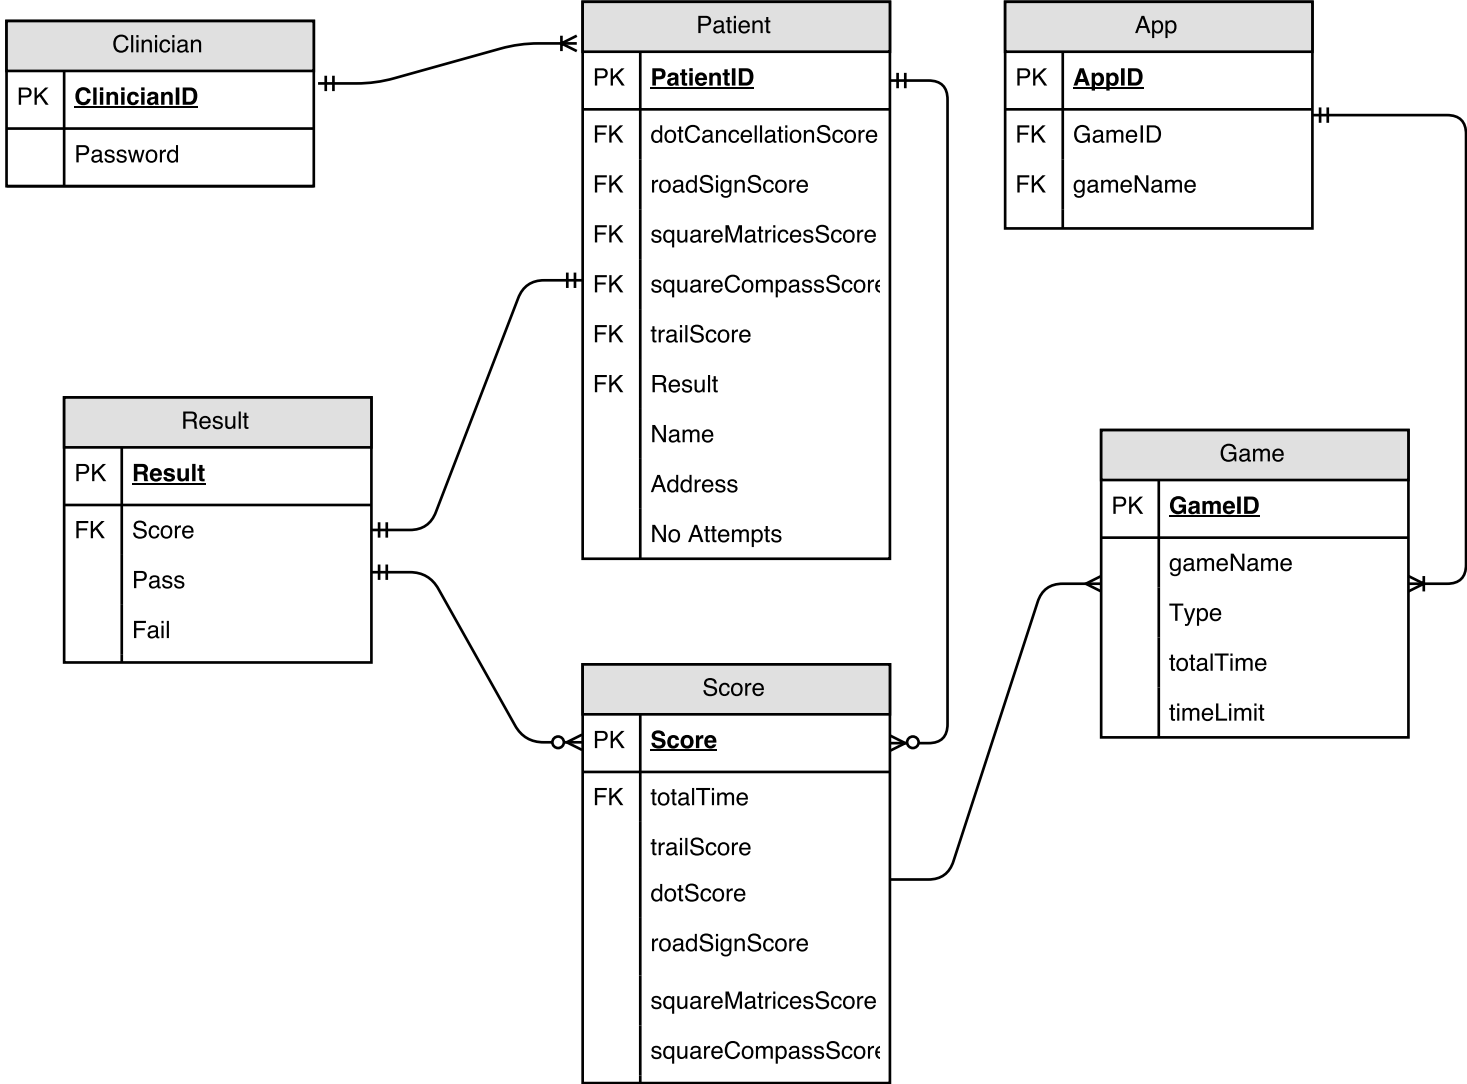 Clinician
PK ClinicianID
Password
Patient
PK PatientID
FK dotCancellationScore
FK roadSignScore
FK squareMatricesScore
FK squareCompassScore
FK trailScore
FK Result
Name
Address
No Attempts
App
PK AppID
FK GameID
FK gameName
Result
PK Result
FK Score
Pass
Fail
Game
PK GameID
gameName
Type
totalTime
timeLimit
Score
PK Score
FK totalTime
trailScore
dotScore
roadSignScore
squareMatricesScore
squareCompassScore